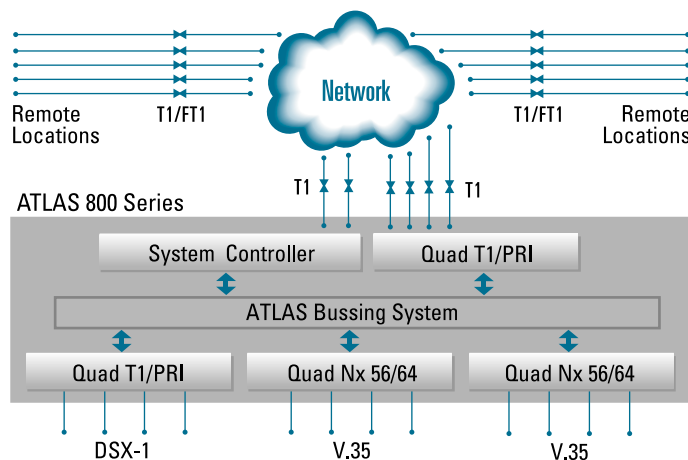 Network
Remote
Locations
T1/FT1
T1/FT1
Remote
Locations
T1
T1
ATLAS 800 Series
System Controller
Quad T1/PRI
ATLAS Bussing System
Quad T1/PRI
Quad Nx 56/64
Quad Nx 56/64
DSX-1
V.35
V.35